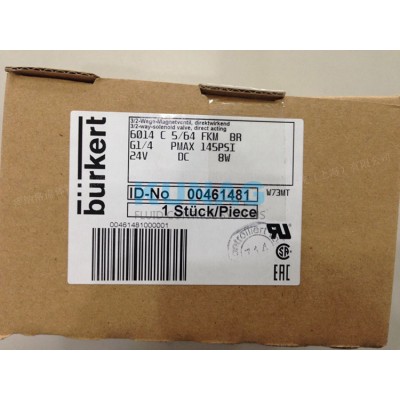 bürkert
3/2-Wege-Magnetventil, direktwirkend
3/2-way-solenoid valve, direct acting
6014 C 5/64 FKM BR
G1/4 PMAX 145PSI
24V DC 8W
ID-No 00461481
W73MT
1 Stück/Piece
00461481000001
EAC